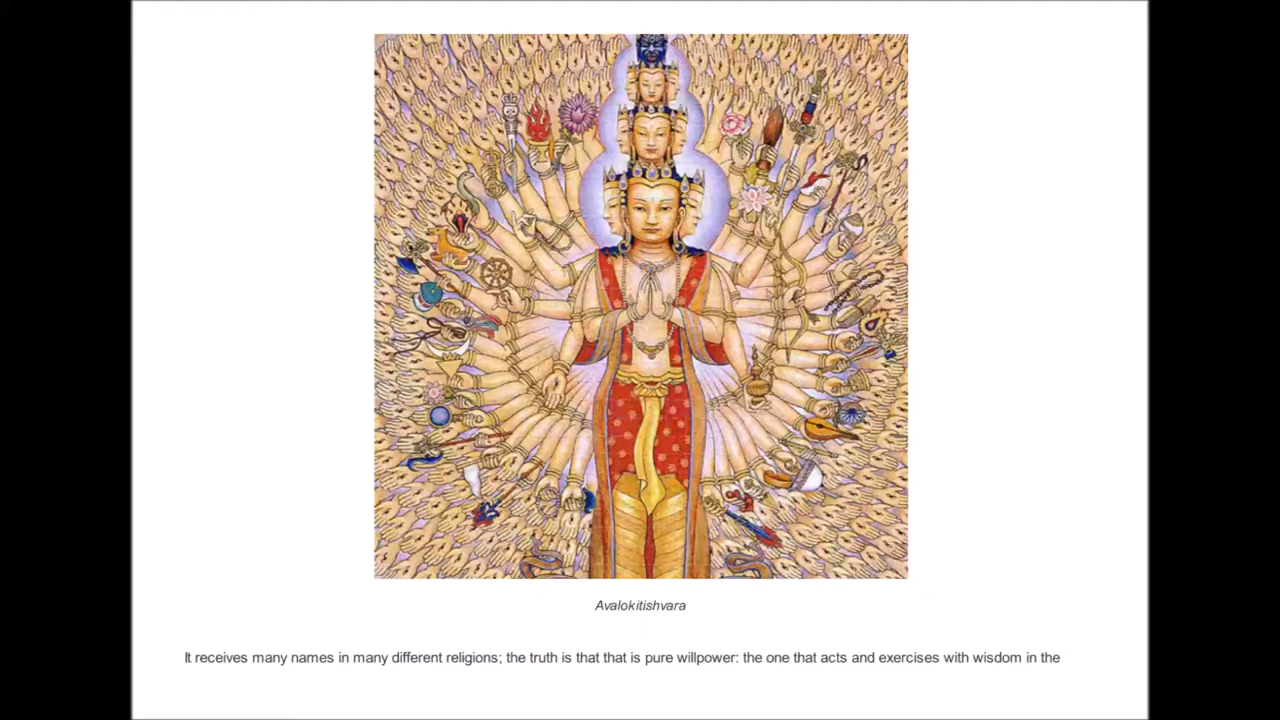 Avalokitishvara
It receives many names in many different religions; the truth is that that is pure willpower: the one that acts and exercises with wisdom in the